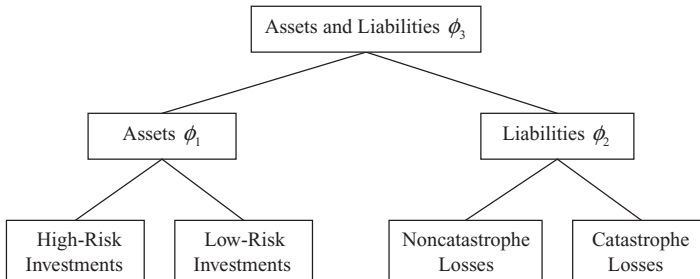 Assets and Liabilities ϕ₃
Assets ϕ₁
Liabilities ϕ₂
High-Risk
Investments
Low-Risk
Investments
Noncatastrophe
Losses
Catastrophe
Losses